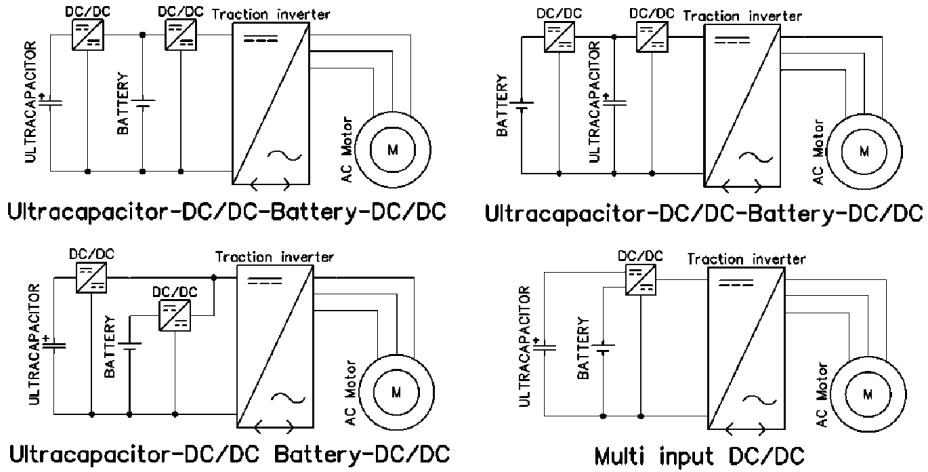 DC/DC
DC/DC
Traction inverter
ULTRACAPACITOR
+
BATTERY
AC Motor
M
Ultracapacitor-DC/DC-Battery-DC/DC
DC/DC
DC/DC
Traction inverter
BATTERY
ULTRACAPACITOR
+
AC Motor
M
Ultracapacitor-DC/DC-Battery-DC/DC
DC/DC
Traction inverter
DC/DC
ULTRACAPACITOR
+
BATTERY
AC Motor
M
Ultracapacitor-DC/DC Battery-DC/DC
DC/DC
Traction inverter
ULTRACAPACITOR
+
BATTERY
AC Motor
M
Multi input DC/DC